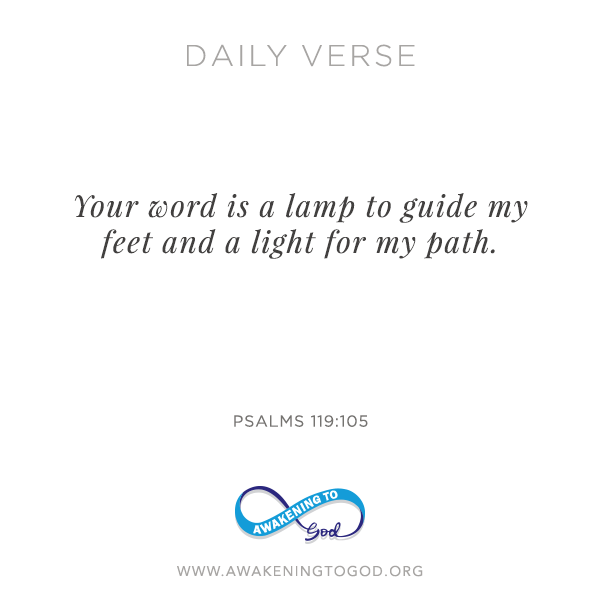 DAILY VERSE
Your word is a lamp to guide my
feet and a light for my path.
PSALMS 119:105
AWAKENING TO
God
WWW.AWAKENINGTOGOD.ORG